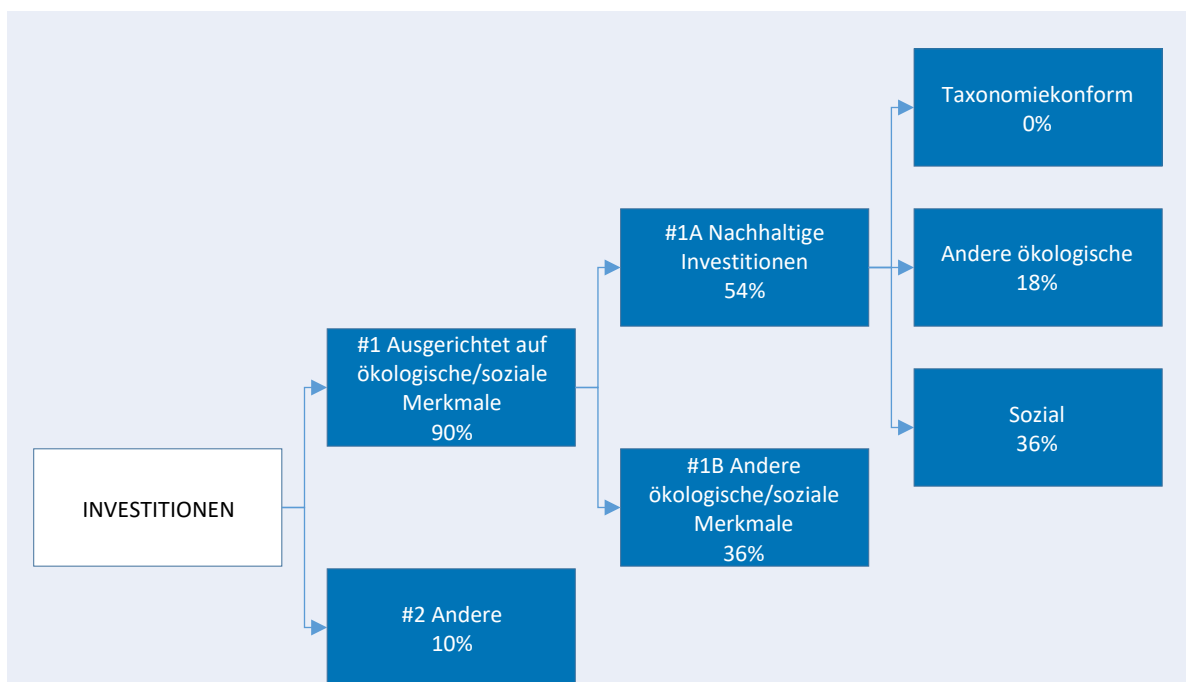 INVESTITIONEN
#1 Ausgerichtet auf
ökologische/soziale
Merkmale
90%
#2 Andere
10%
#1A Nachhaltige
Investitionen
54%
#1B Andere
ökologische/soziale
Merkmale
36%
Taxonomiekonform
0%
Andere ökologische
18%
Sozial
36%